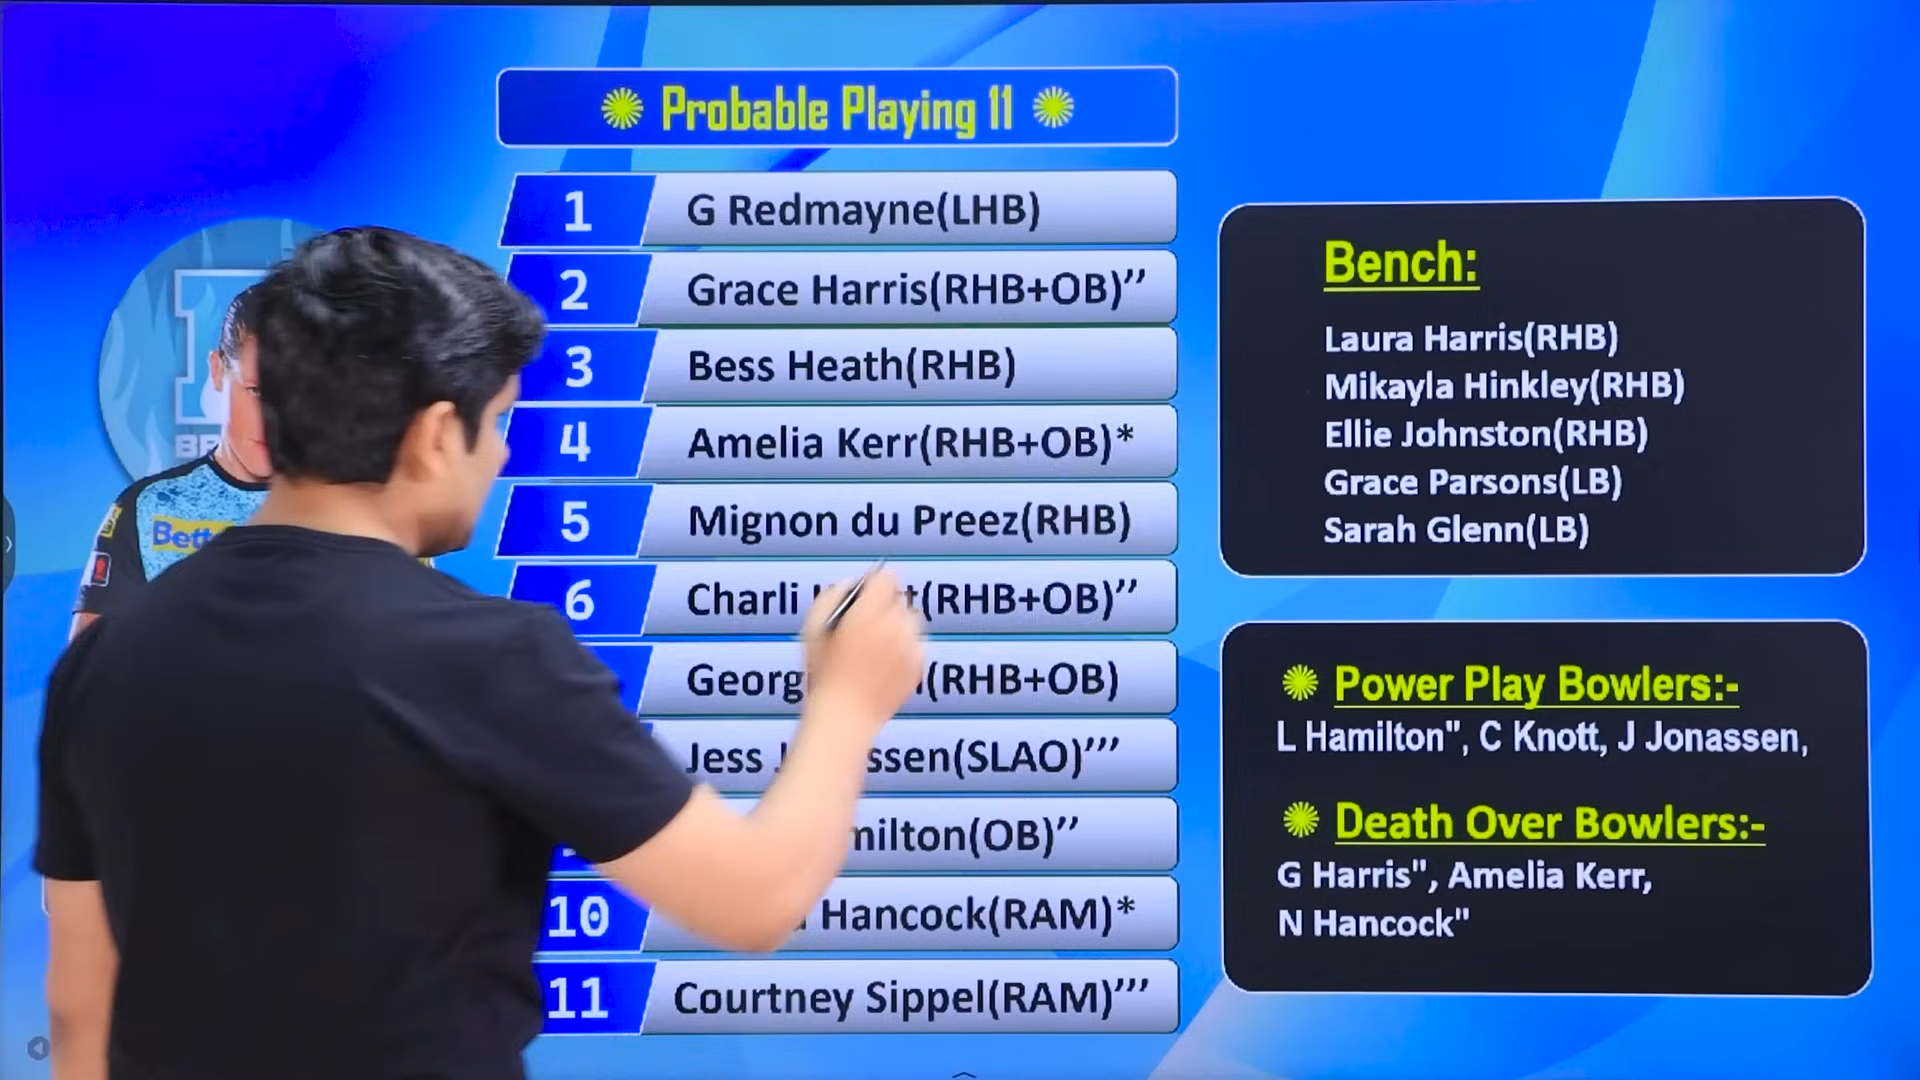 Probable Playing 11
1 G Redmayne(LHB)
2 Grace Harris(RHB+OB)’’
3 Bess Heath(RHB)
4 Amelia Kerr(RHB+OB)*
5 Mignon du Preez(RHB)
6 Charli (RHB+OB)’’
(RHB+OB)
Jess (SLAO)’’’
(OB)’’
10 Hancock(RAM)*
11 Courtney Sippel(RAM)’’’
Bench:
Laura Harris(RHB)
Mikayla Hinkley(RHB)
Ellie Johnston(RHB)
Grace Parsons(LB)
Sarah Glenn(LB)
Power Play Bowlers:-
L Hamilton", C Knott, J Jonassen,
Death Over Bowlers:-
G Harris", Amelia Kerr,
N Hancock"